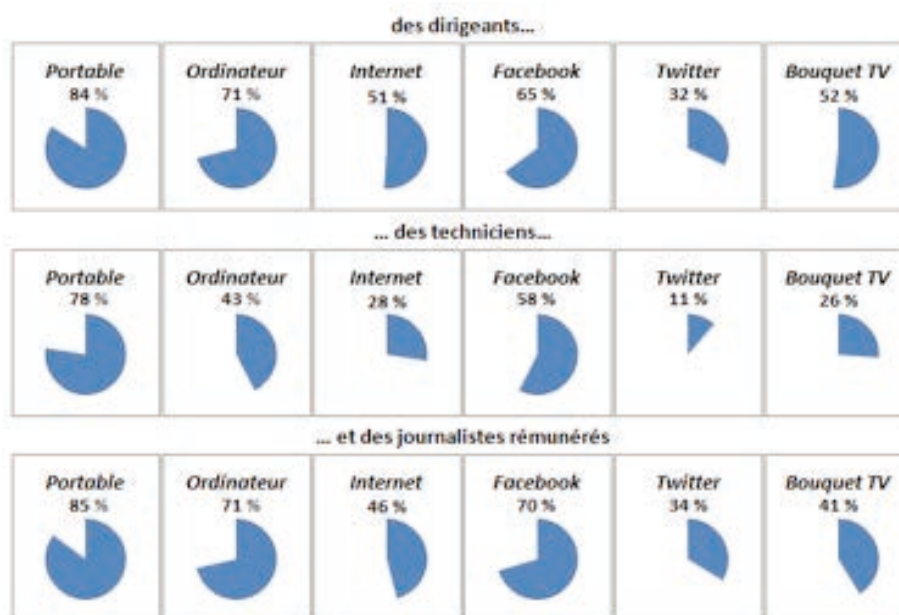 des dirigeants...
Portable Ordinateur Internet Facebook Twitter Bouquet TV
84 % 71 % 51 % 65 % 32 % 52 %
... des techniciens...
Portable Ordinateur Internet Facebook Twitter Bouquet TV
78 % 43 % 28 % 58 % 11 % 26 %
... et des journalistes rémunérés
Portable Ordinateur Internet Facebook Twitter Bouquet TV
85 % 71 % 46 % 70 % 34 % 41 %